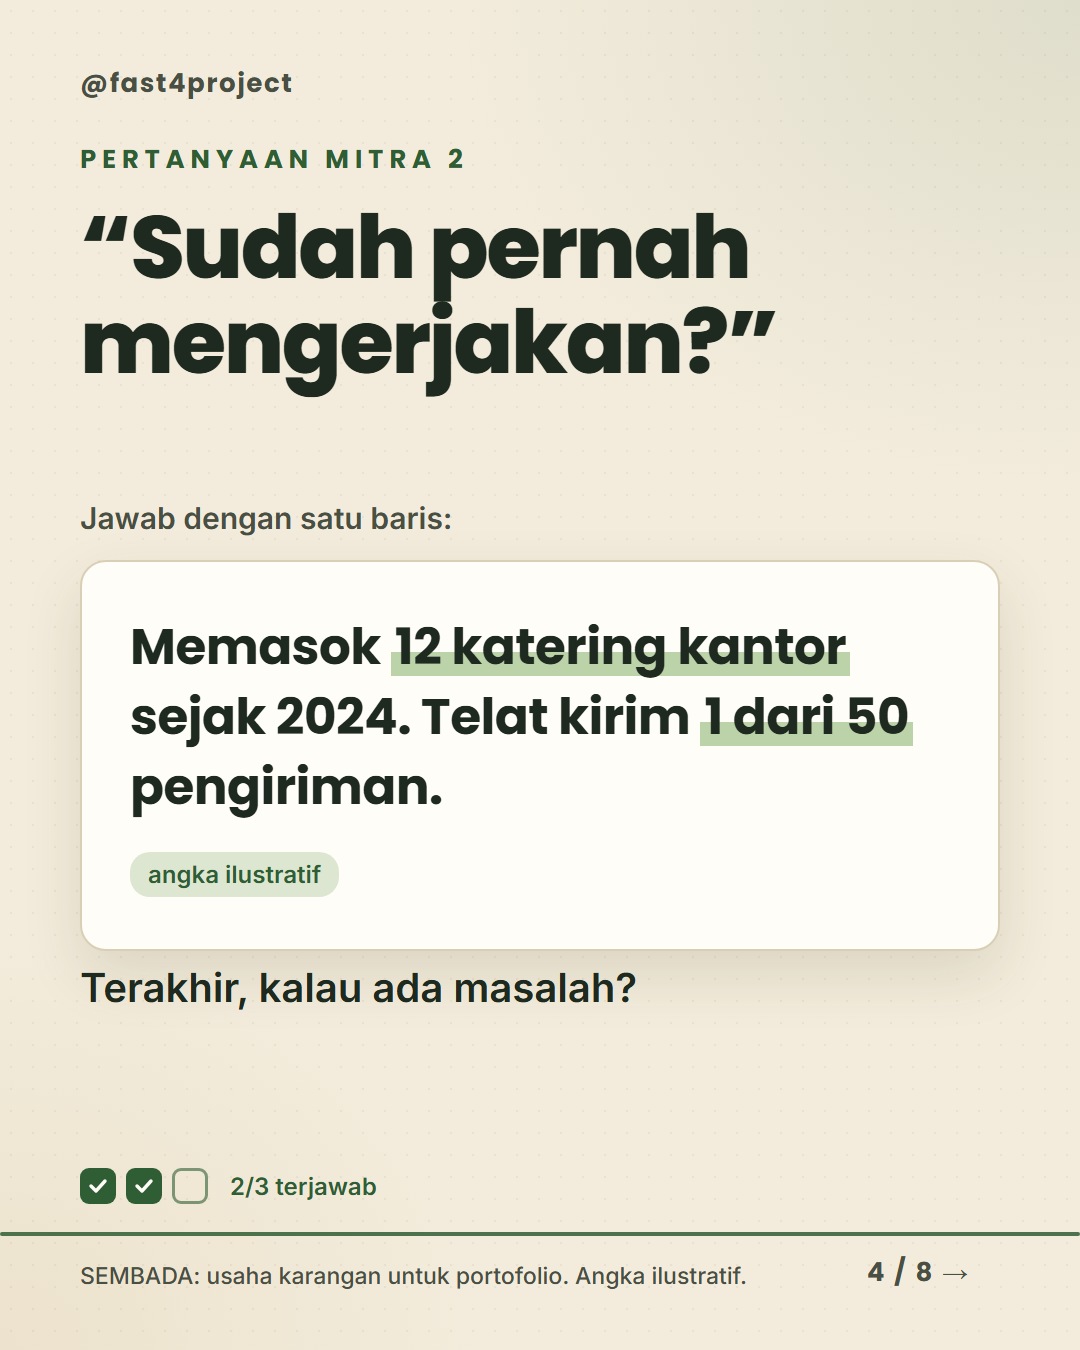 @fast4project
PERTANYAAN MITRA 2
“Sudah pernah
mengerjakan?”
Jawab dengan satu baris:
Memasok 12 katering kantor
sejak 2024. Telat kirim 1 dari 50
pengiriman.
angka ilustratif
Terakhir, kalau ada masalah?
2/3 terjawab
SEMBADA: usaha karangan untuk portofolio. Angka ilustratif.
4 / 8 →